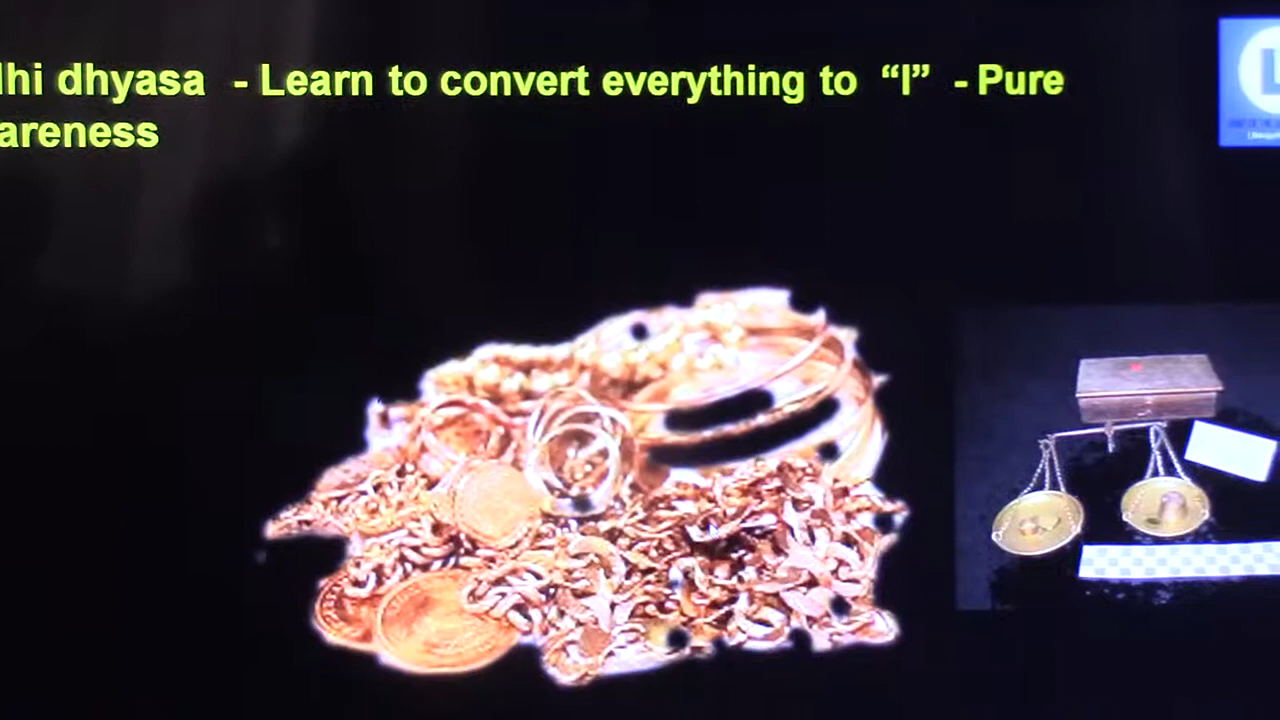 lhi dhyasa - Learn to convert everything to “I” - Pure
areness
L